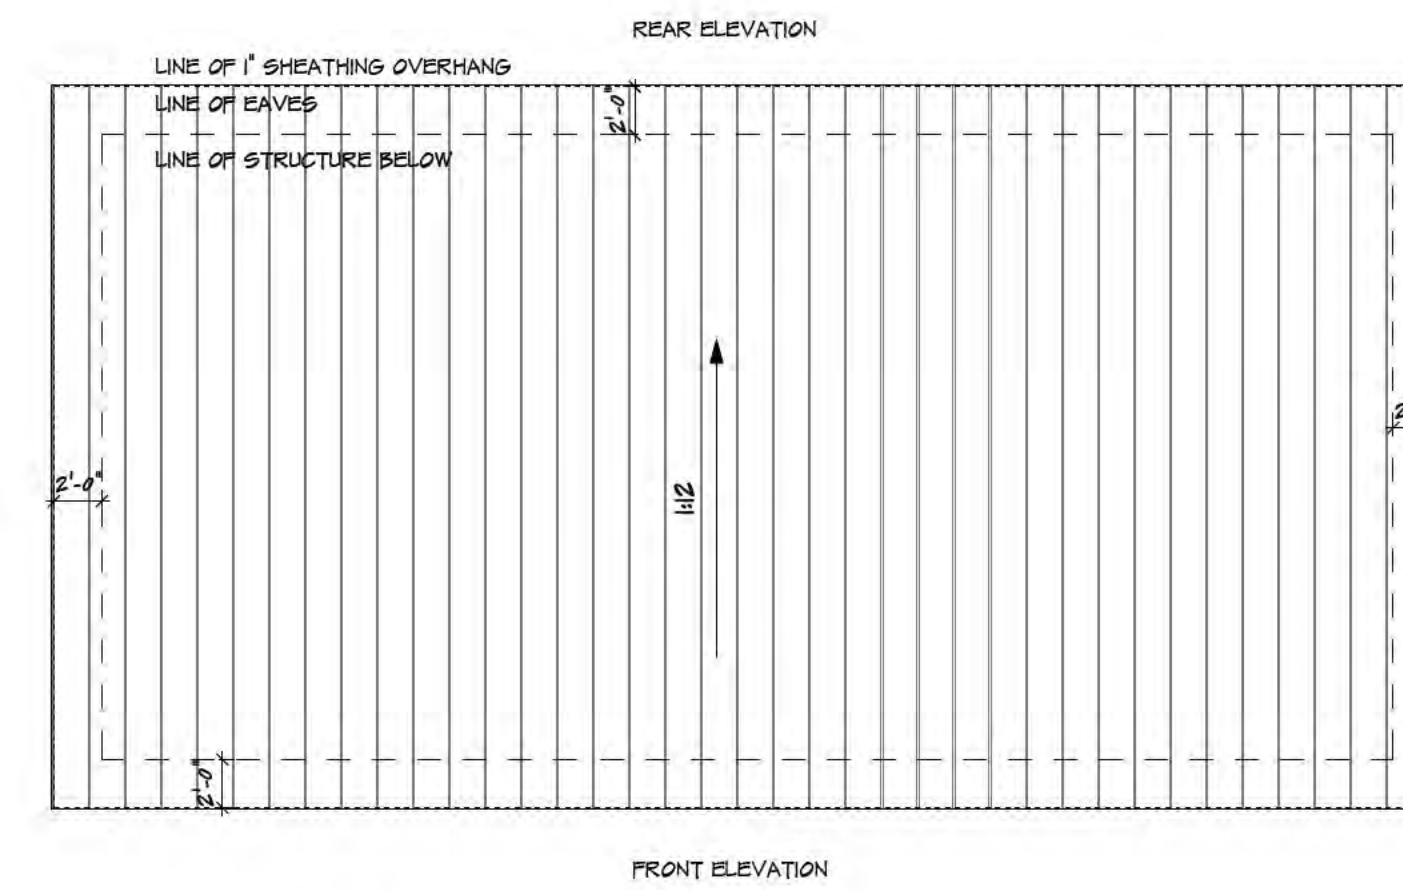 REAR ELEVATION
LINE OF 1" SHEATHING OVERHANG
LINE OF EAVES
2'-0"
LINE OF STRUCTURE BELOW
2
2'-0"
1:12
2'-0"
FRONT ELEVATION